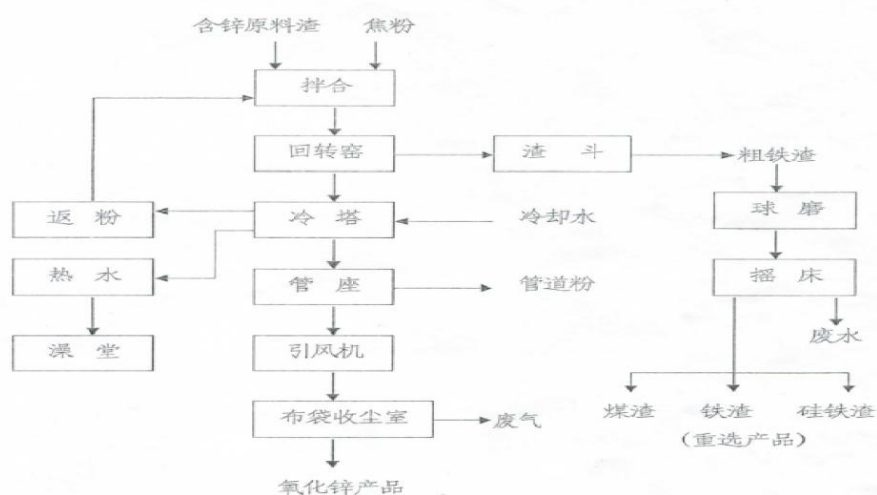 含锌原料渣 焦粉
拌合
回转窑 渣 斗 粗铁渣
返 粉 冷 塔 冷却水 球 磨
热 水 管 座 管道粉 摇 床
澡 堂 引风机 废水
布袋收尘室 废气 煤渣 铁渣 硅铁渣
(重选产品)
氧化锌产品